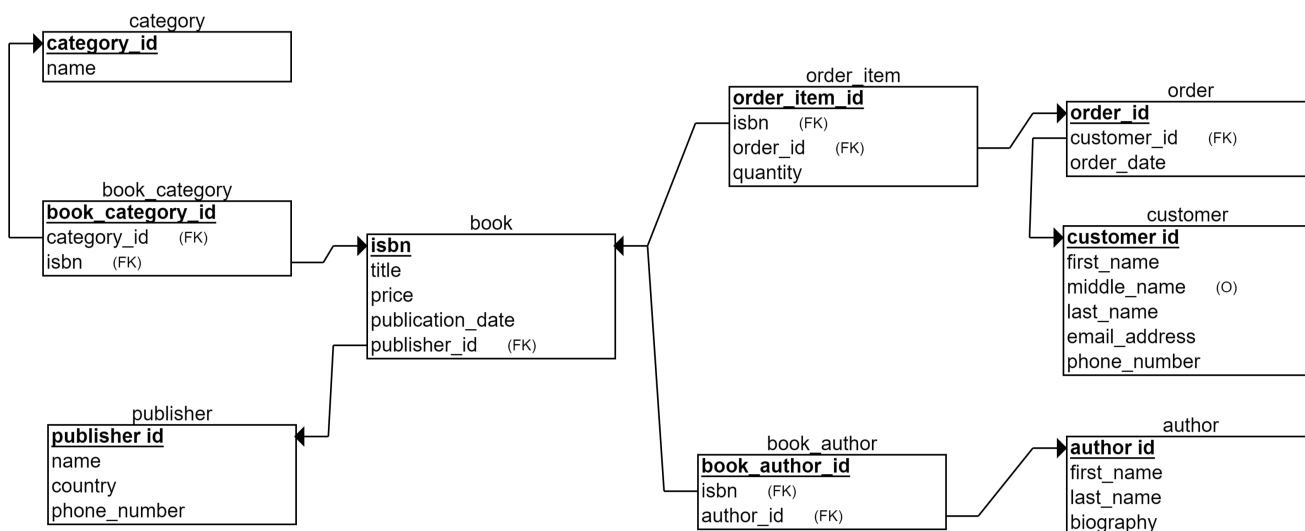 category
category_id
name
book_category
book_category_id
category_id (FK)
isbn (FK)
publisher
publisher id
name
country
phone_number
book
isbn
title
price
publication_date
publisher_id (FK)
order_item
order_item_id
isbn (FK)
order_id (FK)
quantity
book_author
book_author_id
isbn (FK)
author_id (FK)
order
order_id
customer_id (FK)
order_date
customer
customer id
first_name
middle_name (O)
last_name
email_address
phone_number
author
author id
first_name
last_name
biography